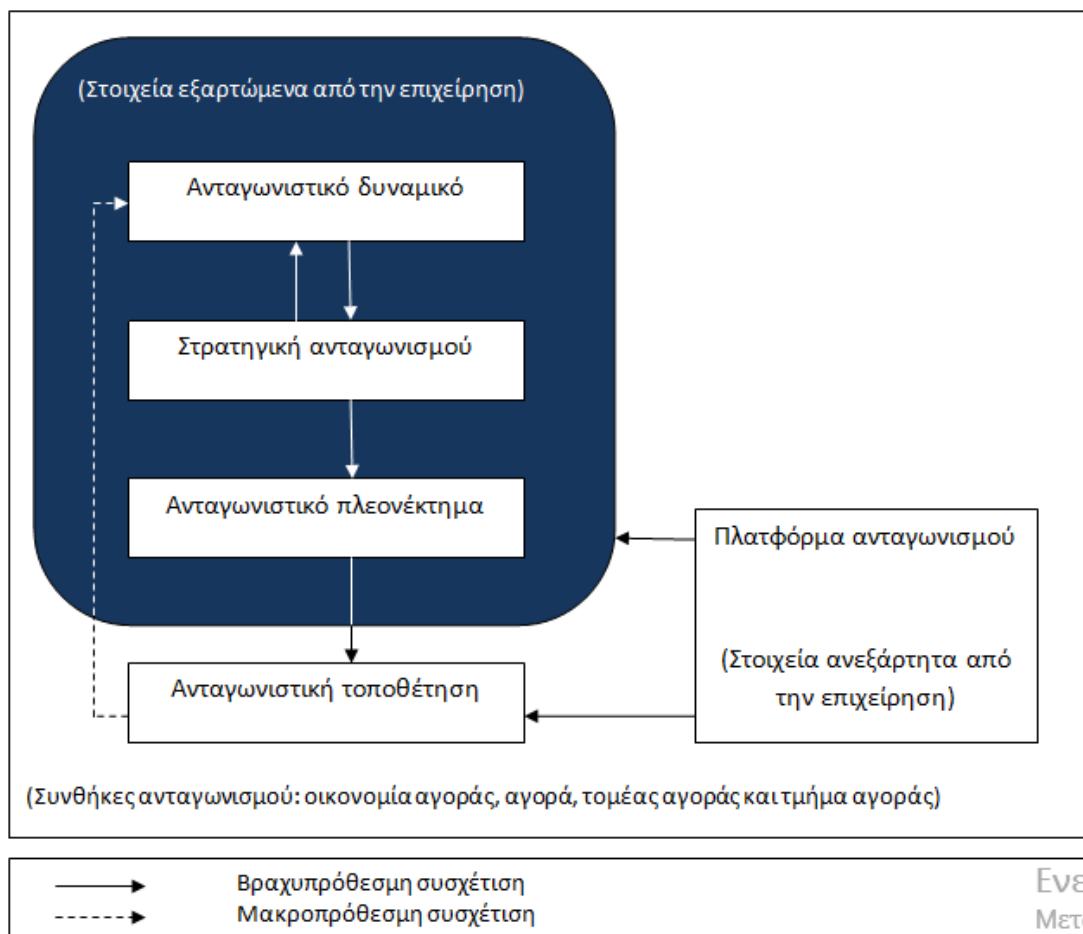 (Στοιχεία εξαρτώμενα από την επιχείρηση)
Ανταγωνιστικό δυναμικό
Στρατηγική ανταγωνισμού
Ανταγωνιστικό πλεονέκτημα
Πλατφόρμα ανταγωνισμού
(Στοιχεία ανεξάρτητα από
την επιχείρηση)
Ανταγωνιστική τοποθέτηση
(Συνθήκες ανταγωνισμού: οικονομία αγοράς, αγορά, τομέας αγοράς και τμήμα αγοράς)
Βραχυπρόθεσμη συσχέτιση
Μακροπρόθεσμη συσχέτιση